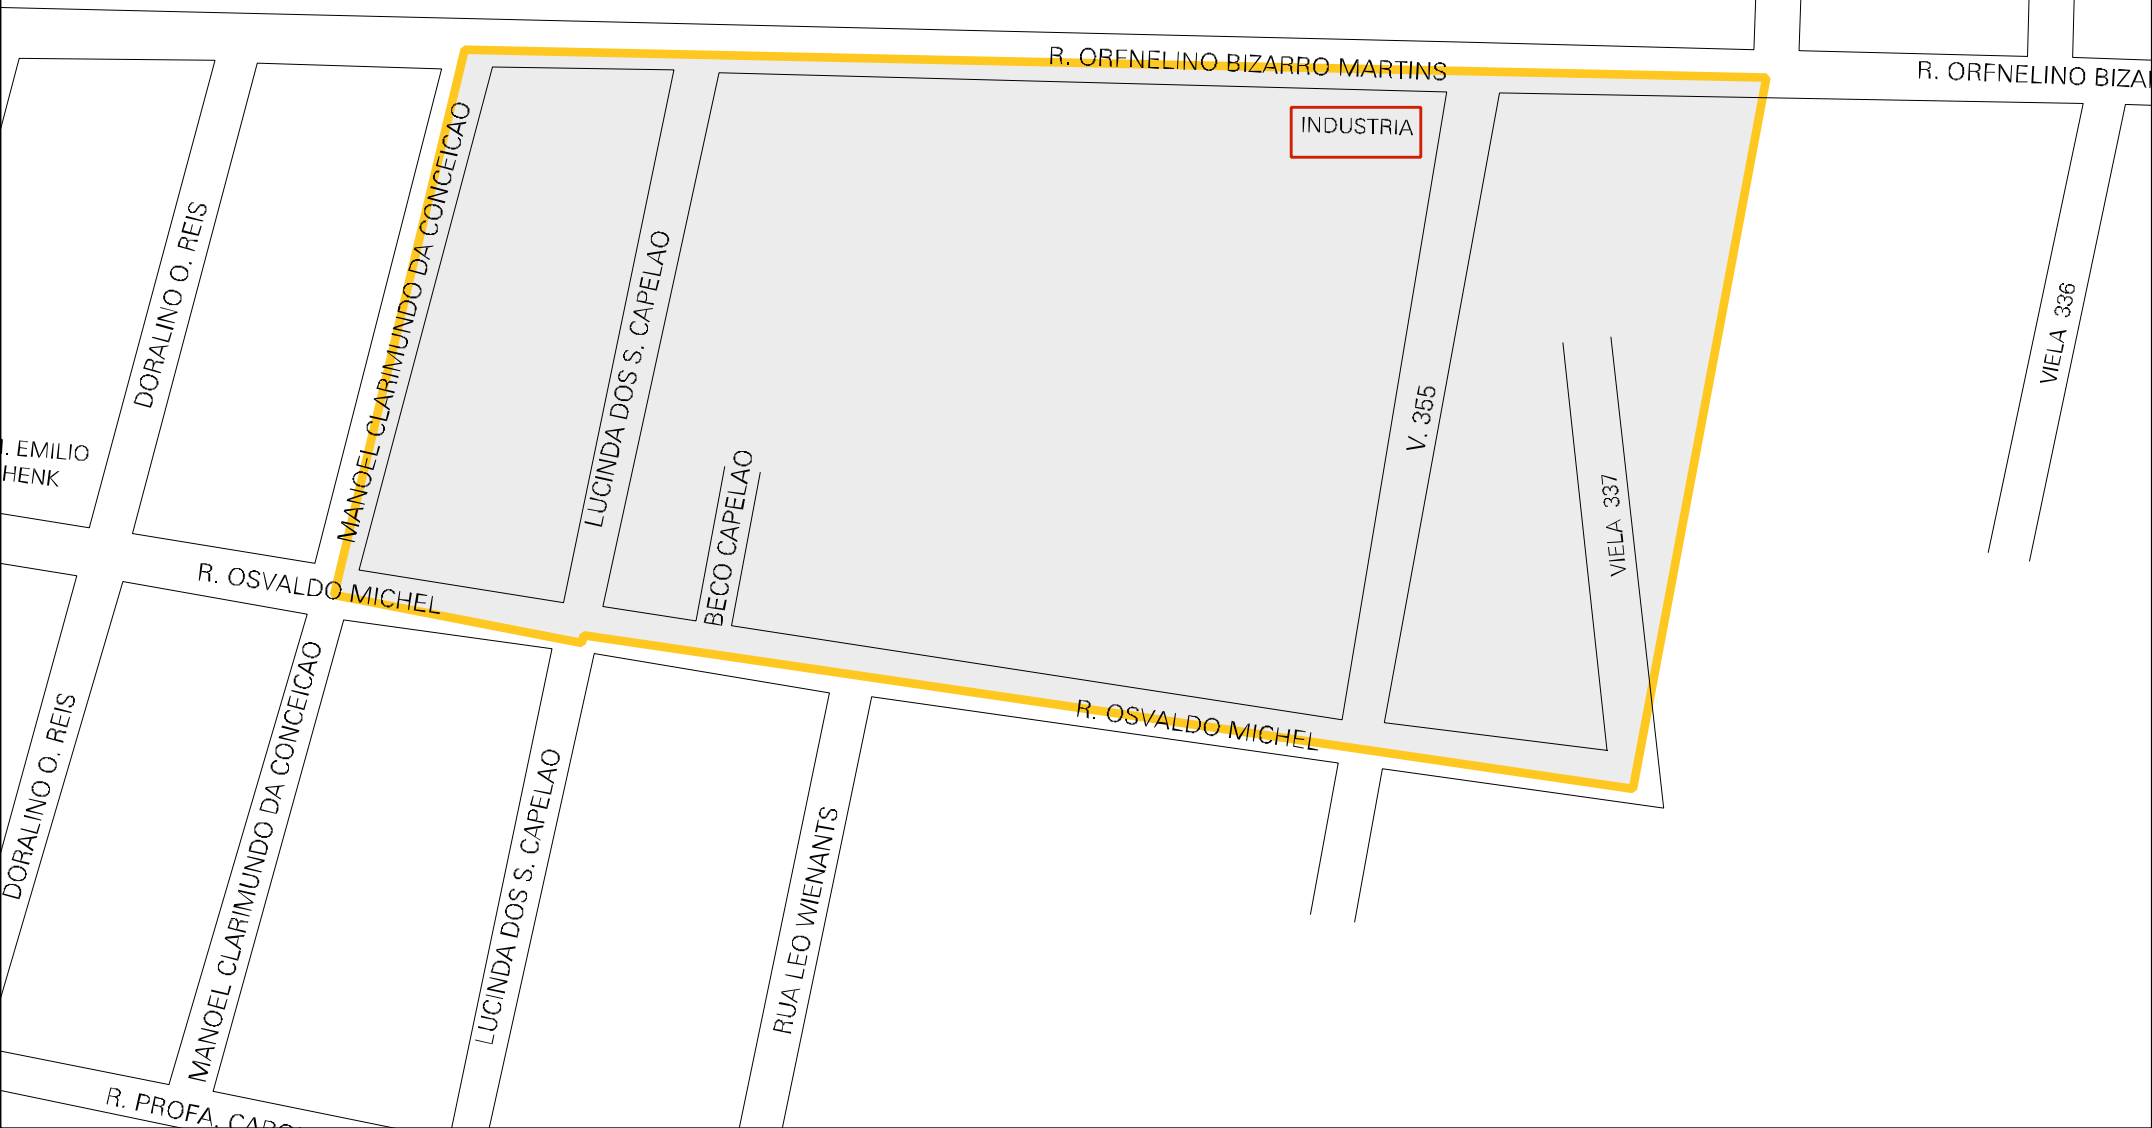 R. ORFNELINO BIZARRO MARTINS
R. ORFNELINO BIZAR
INDUSTRIA
MANOEL CLARIMUNDO DA CONCEICAO
DORALINO O. REIS
LUCINDA DOS S. CAPELAO
VIELA 336
V. 355
. EMILIO
HENK
BECO CAPELAO
VIELA 337
R. OSVALDO MICHEL
R. OSVALDO MICHEL
MANOEL CLARIMUNDO DA CONCEICAO
DORALINO O. REIS
LUCINDA DOS S. CAPELAO
RUA LEO WIENANTS
R. PROFA.